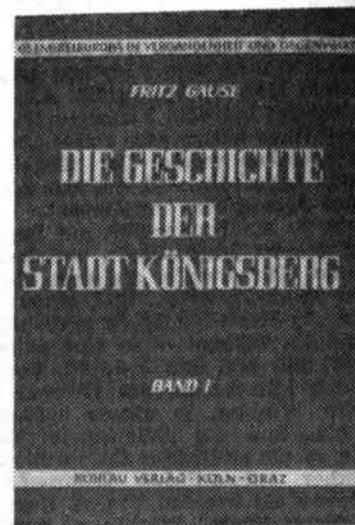 OSTMITTELEUROPA IN VERGANGENHEIT UND GEGENWART
FRITZ GAUSE
DIE GESCHICHTE
DER
STADT KÖNIGSBERG
BAND I
BÖHLAU VERLAG · KÖLN · GRAZ